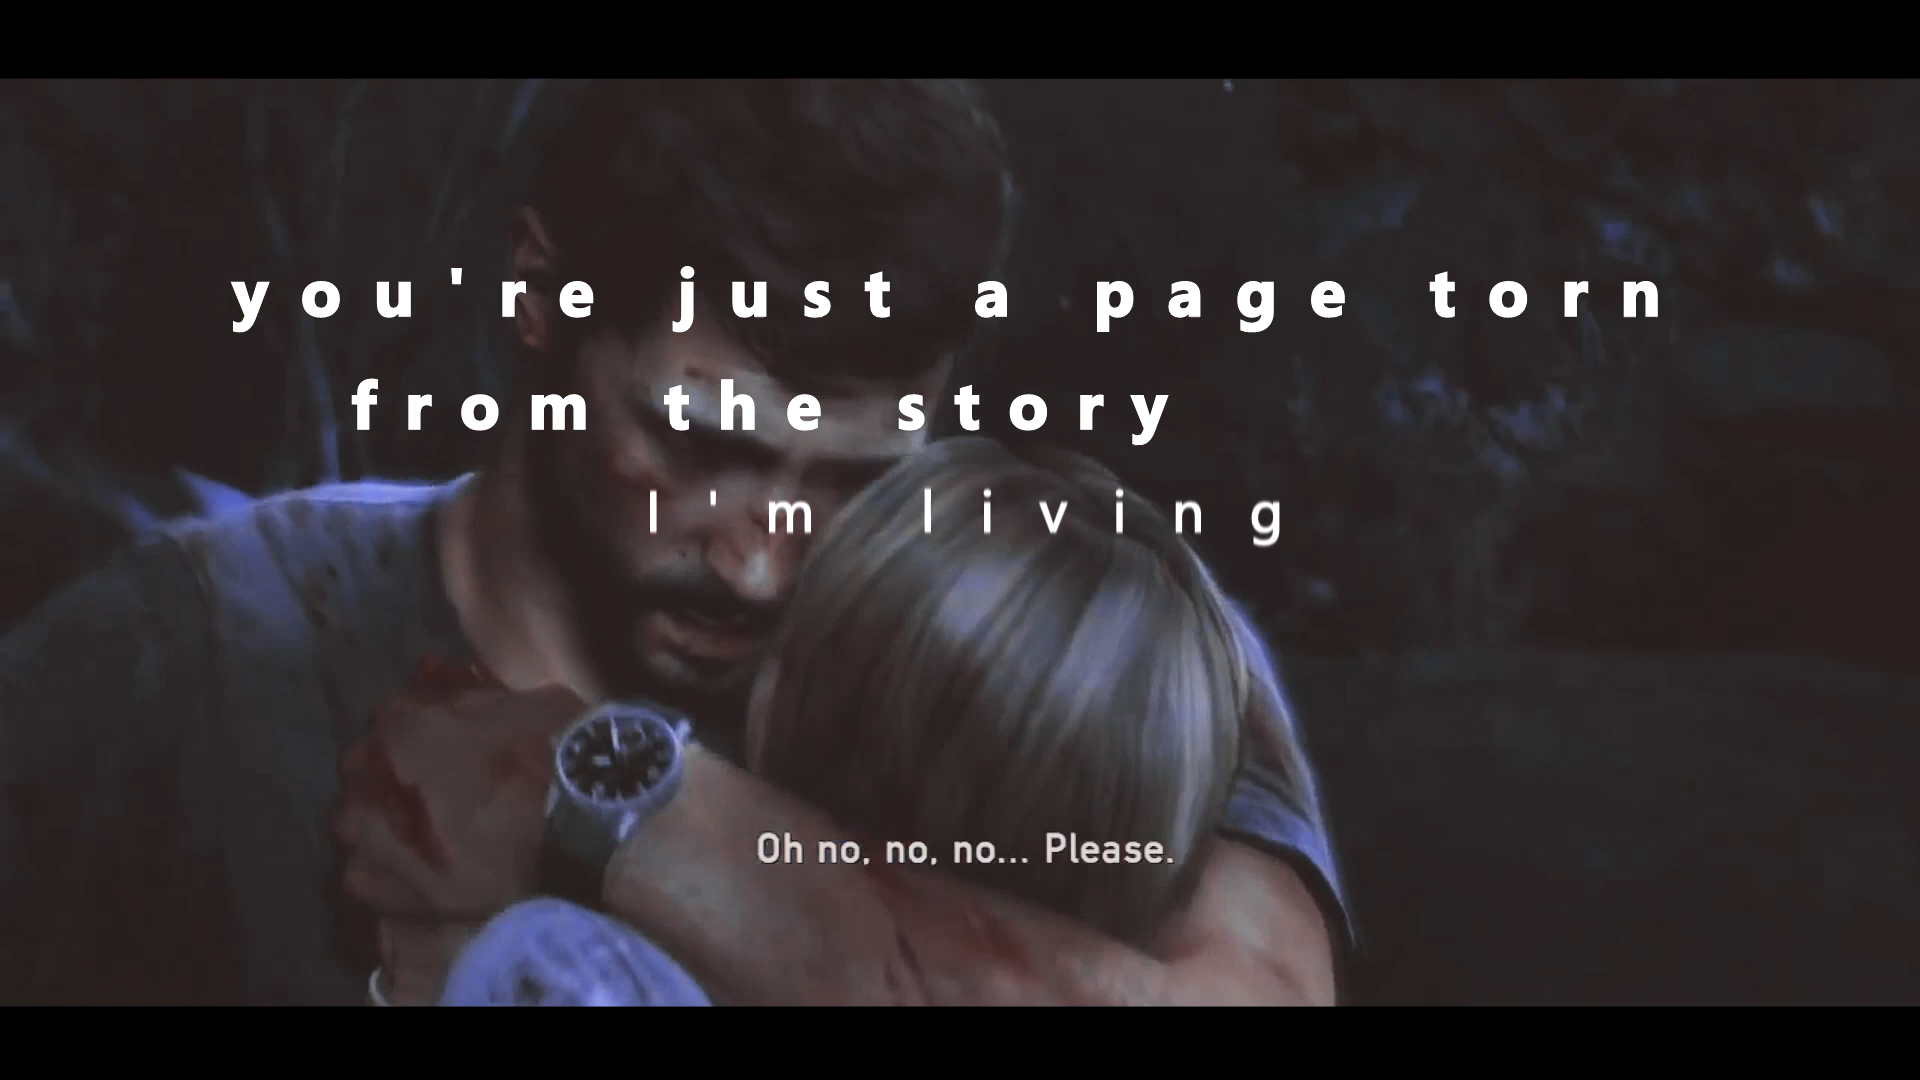 you're just a page torn
from the story
I'm living
Oh no, no, no... Please.